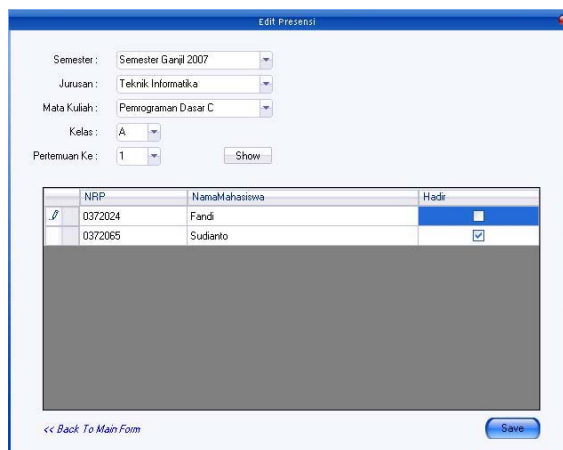 Edit Presensi
Semester : Semester Ganjil 2007
Jurusan : Teknik Informatika
Mata Kuliah : Pemrograman Dasar C
Kelas : A
Pertemuan Ke : 1 Show
NRP NamaMahasiswa Hadir
0372024 Fandi
0372065 Sudianto
<< Back To Main Form Save